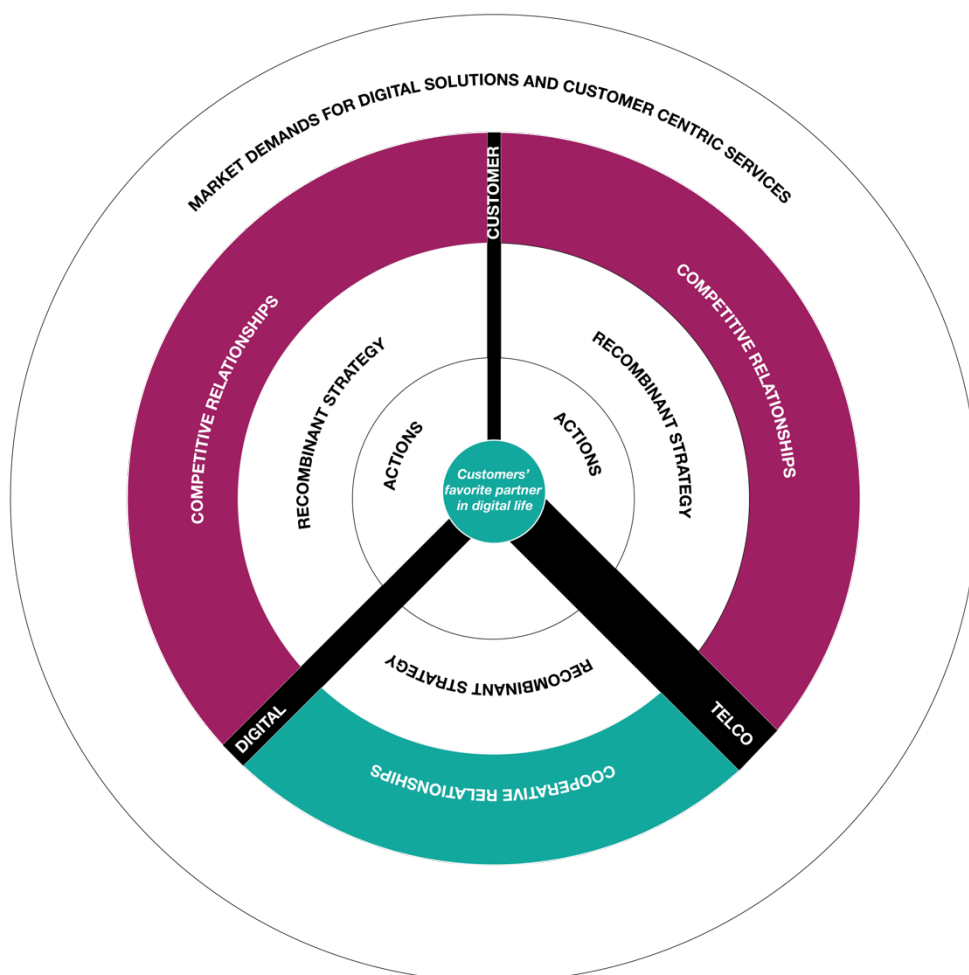 MARKET DEMANDS FOR DIGITAL SOLUTIONS AND CUSTOMER CENTRIC SERVICES
CUSTOMER
COMPETITIVE RELATIONSHIPS
COMPETITIVE RELATIONSHIPS
RECOMBINANT STRATEGY
RECOMBINANT STRATEGY
ACTIONS
ACTIONS
Customers'
favorite partner
in digital life
RECOMBINANT STRATEGY
DIGITAL
TELCO
COOPERATIVE RELATIONSHIPS